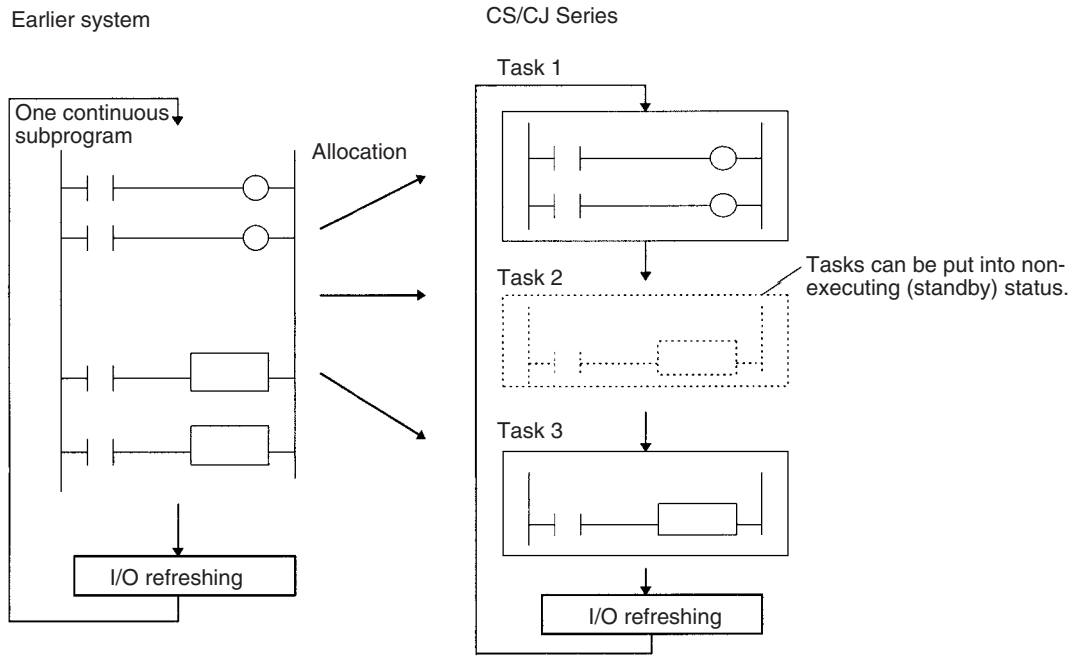 Earlier system
One continuous
subprogram
Allocation
I/O refreshing
CS/CJ Series
Task 1
Task 2
Tasks can be put into non-
executing (standby) status.
Task 3
I/O refreshing